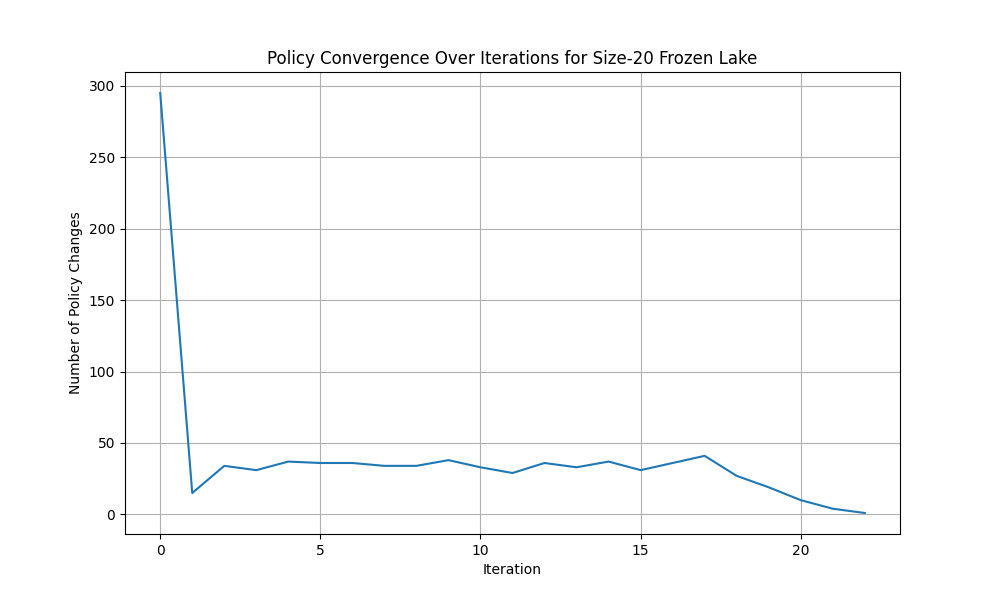 Policy Convergence Over Iterations for Size-20 Frozen Lake
300
250
200
150
100
50
0
Number of Policy Changes
0 5 10 15 20
Iteration